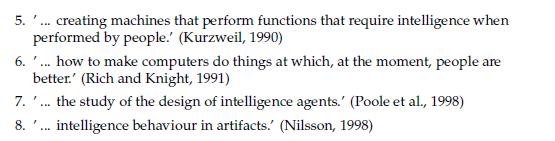 5. ‘... creating machines that perform functions that require intelligence when
performed by people.’ (Kurzweil, 1990)
6. ‘... how to make computers do things at which, at the moment, people are
better.’ (Rich and Knight, 1991)
7. ‘... the study of the design of intelligence agents.’ (Poole et al., 1998)
8. ‘... intelligence behaviour in artifacts.’ (Nilsson, 1998)